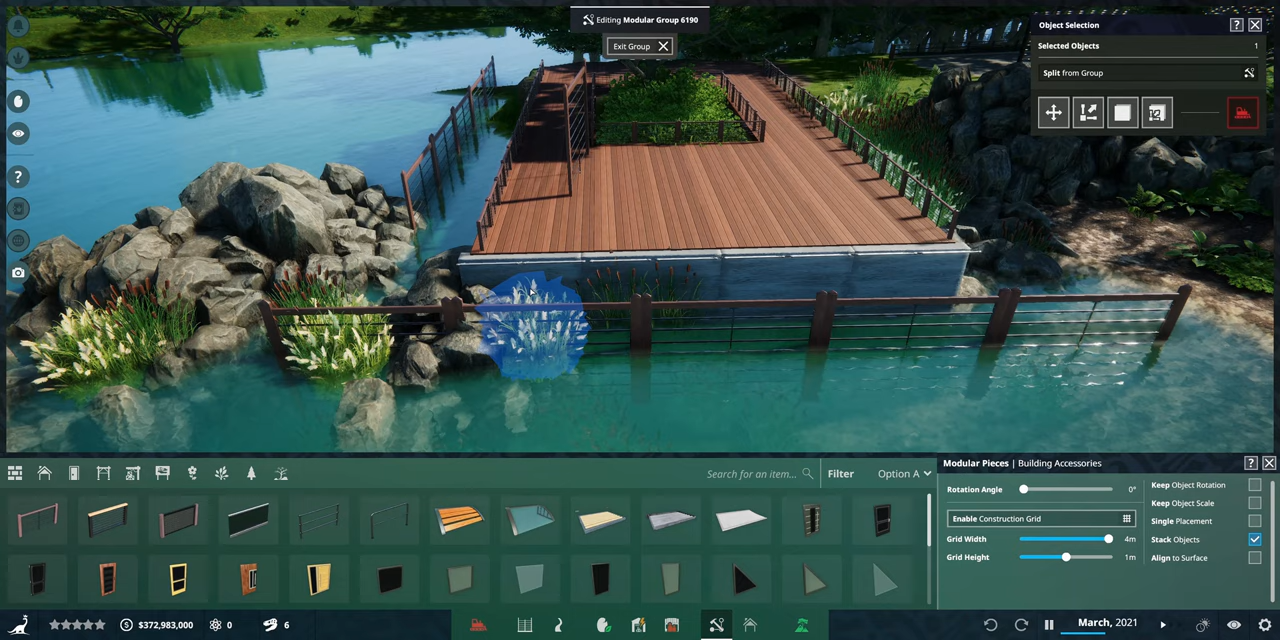 Editing Modular Group 6190
Exit Group
Object Selection
?
Selected Objects 1
Split from Group
?
Search for an item...
Filter
Option A
Modular Pieces | Building Accessories
?
Rotation Angle 0°
Enable Construction Grid
Grid Width 4m
Grid Height 1m
Keep Object Rotation
Keep Object Scale
Single Placement
Stack Objects
Align to Surface
$372,983,000
0
6
March, 2021